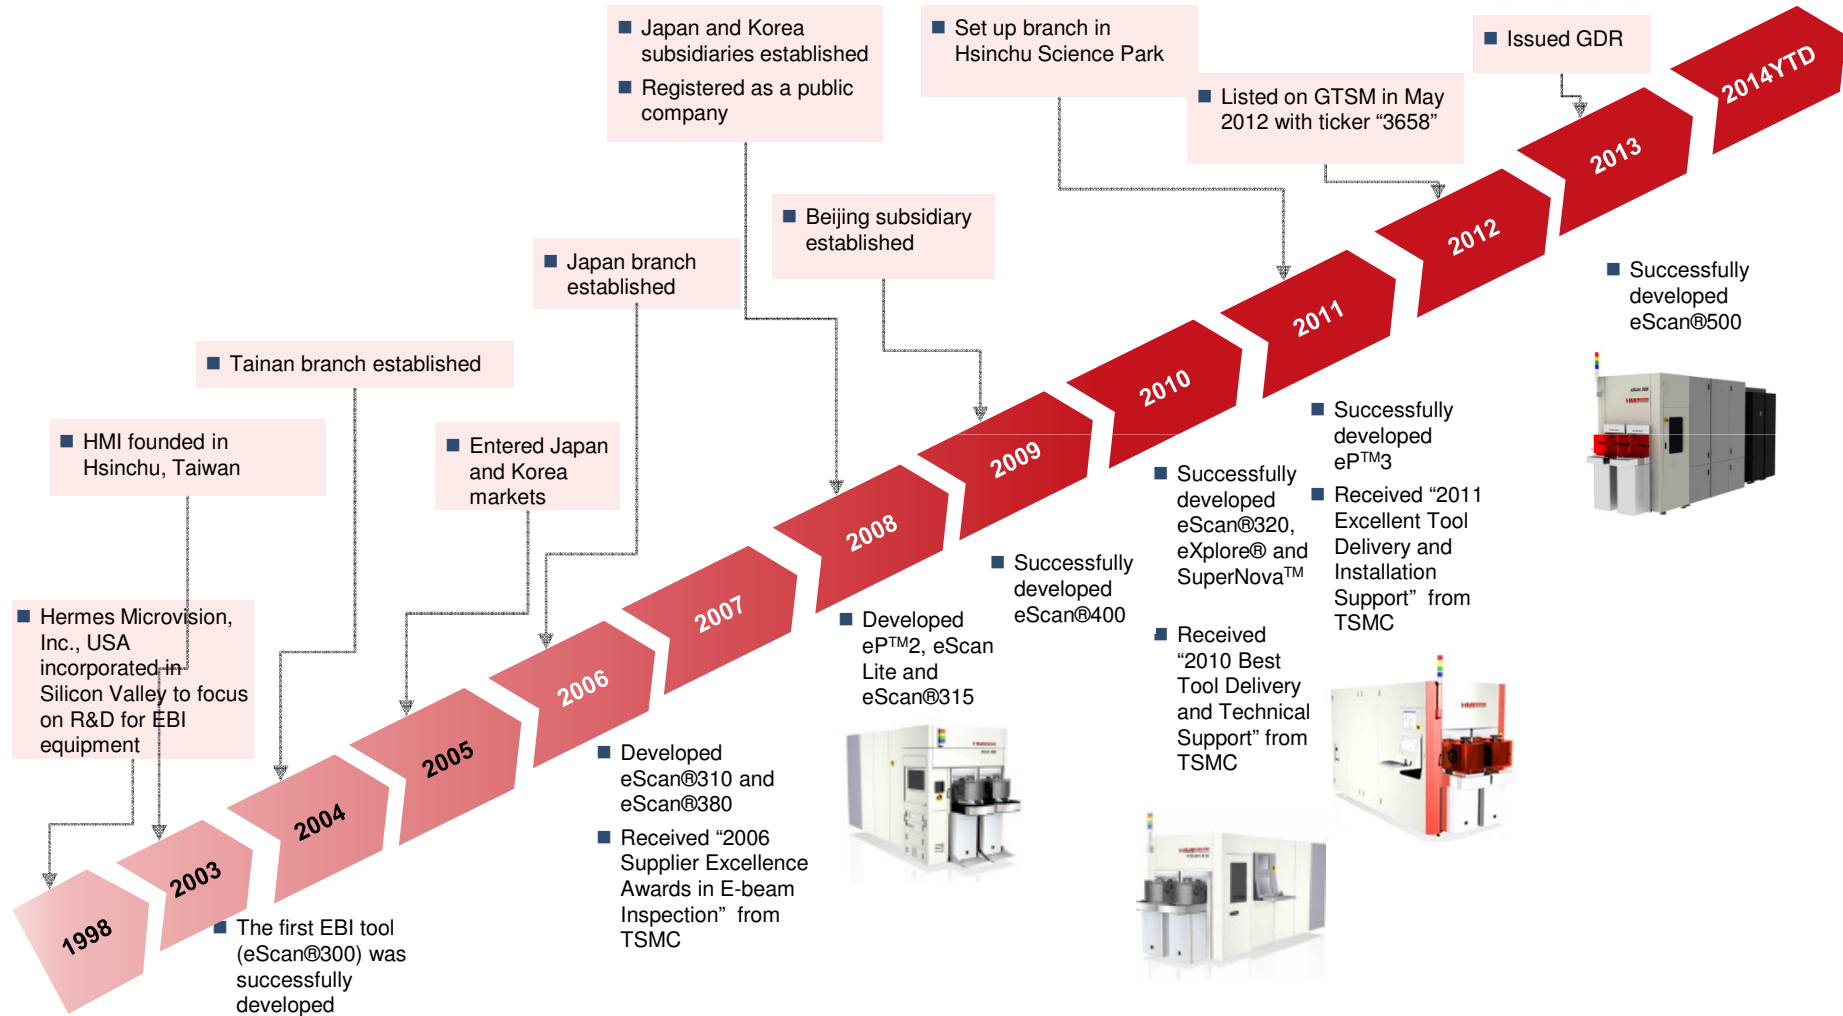 Japan and Korea
subsidiaries established
Registered as a public
company
Set up branch in
Hsinchu Science Park
Issued GDR
Listed on GTSM in May
2012 with ticker “3658”
Beijing subsidiary
established
Japan branch
established
Tainan branch established
HMI founded in
Hsinchu, Taiwan
Entered Japan
and Korea
markets
Hermes Microvision,
Inc., USA
incorporated in
Silicon Valley to focus
on R&D for EBI
equipment
1998
2003
2004
2005
2006
2007
2008
2009
2010
2011
2012
2013
2014YTD
The first EBI tool
(eScan®300) was
successfully
developed
Developed
eScan®310 and
eScan®380
Received “2006
Supplier Excellence
Awards in E-beam
Inspection” from
TSMC
Developed
eP™2, eScan
Lite and
eScan®315
Successfully
developed
eScan®400
Successfully
developed
eScan®320,
eXplore® and
SuperNova™
Received
“2010 Best
Tool Delivery
and Technical
Support” from
TSMC
Successfully
developed
eP™3
Received “2011
Excellent Tool
Delivery and
Installation
Support” from
TSMC
Successfully
developed
eScan®500
HMI
HMI
HMI
HMI